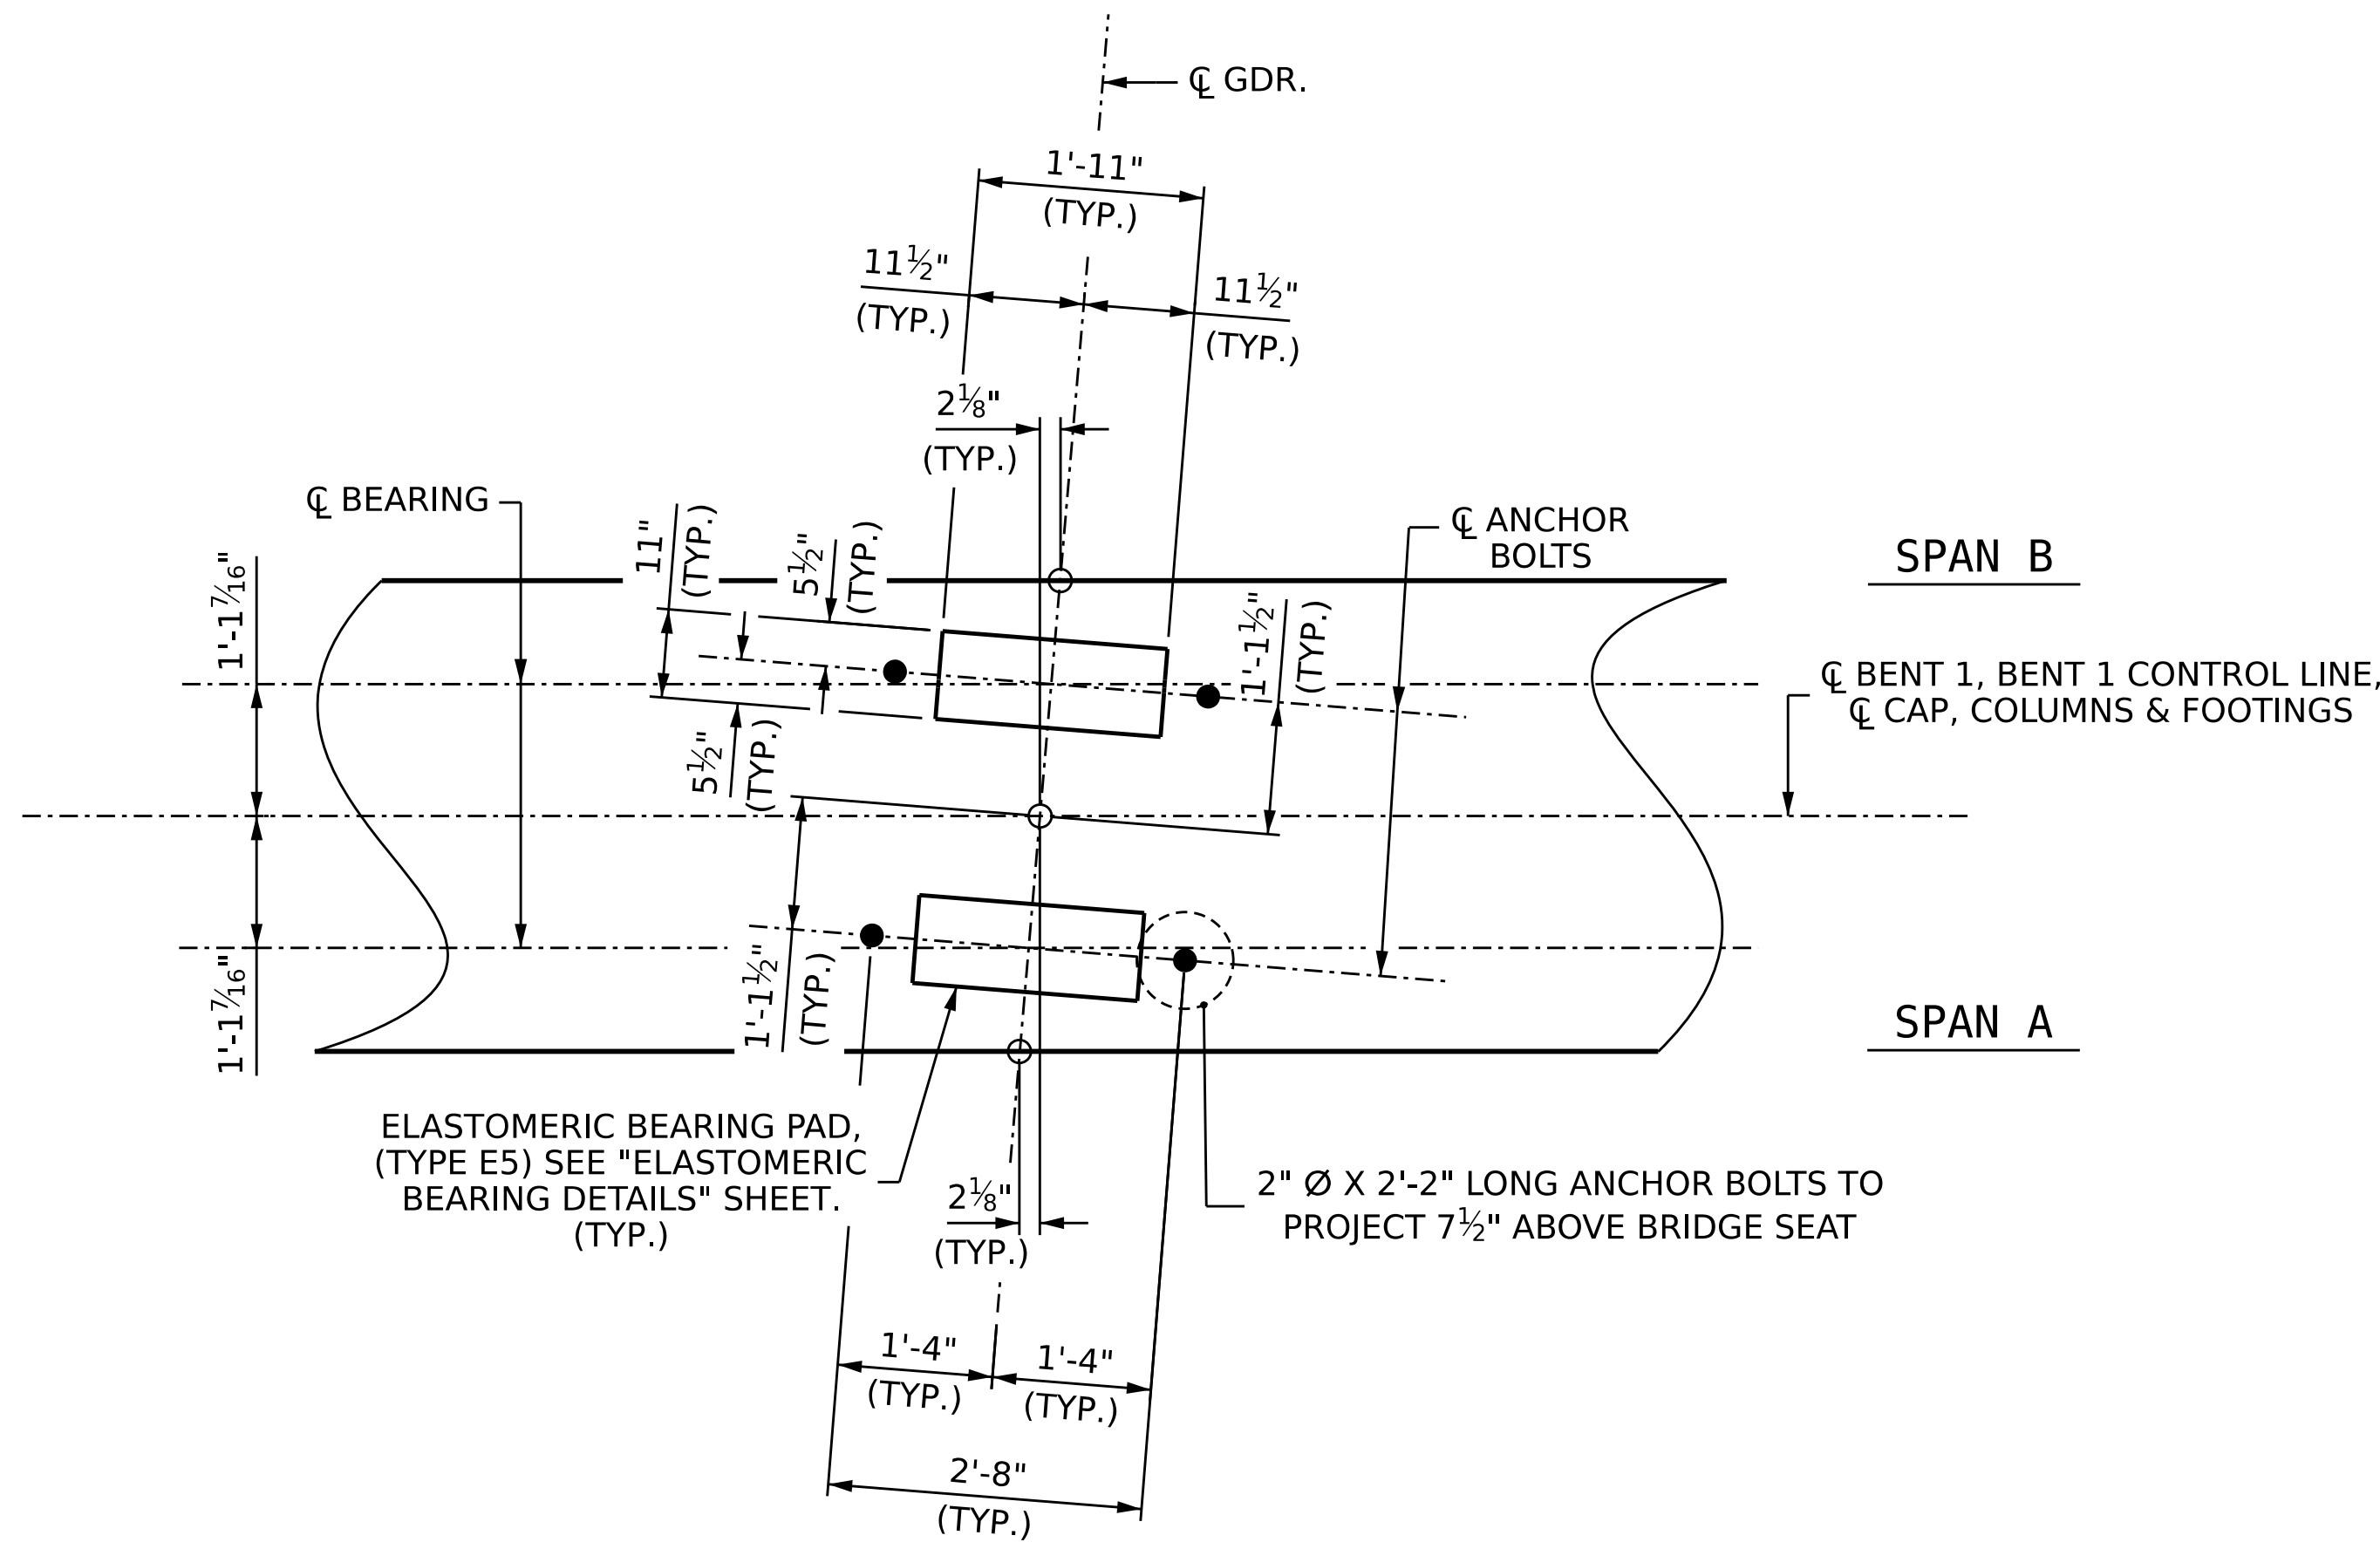 ℄ GDR.
1'-11"
(TYP.)
11½"
(TYP.)
11½"
(TYP.)
2⅛"
(TYP.)
℄ BEARING
11"
(TYP.)
5½"
(TYP.)
℄ ANCHOR
BOLTS
SPAN B
1'-1 7/16"
1'-1½"
(TYP.)
℄ BENT 1, BENT 1 CONTROL LINE,
℄ CAP, COLUMNS & FOOTINGS
5½"
(TYP.)
1'-1 7/16"
1'-1½"
(TYP.)
SPAN A
ELASTOMERIC BEARING PAD,
(TYPE E5) SEE "ELASTOMERIC
BEARING DETAILS" SHEET.
(TYP.)
2⅛"
(TYP.)
2" Ø X 2'-2" LONG ANCHOR BOLTS TO
PROJECT 7½" ABOVE BRIDGE SEAT
1'-4"
(TYP.)
1'-4"
(TYP.)
2'-8"
(TYP.)